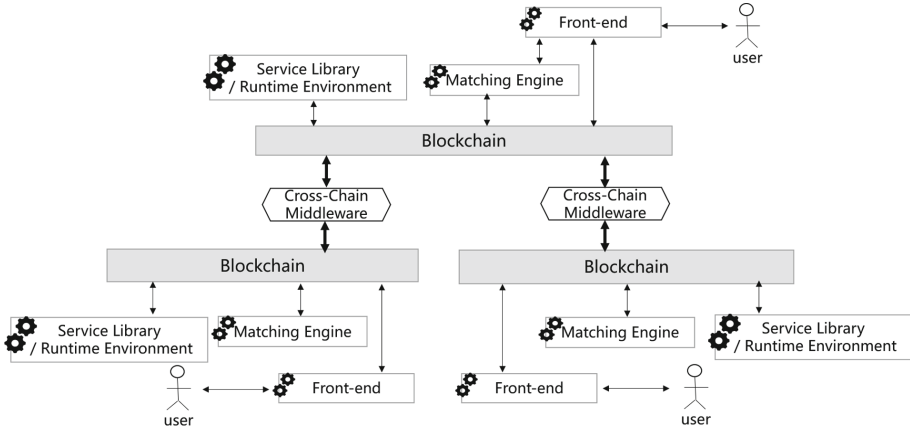 Front-end
user
Service Library
/ Runtime Environment
Matching Engine
Blockchain
Cross-Chain
Middleware
Cross-Chain
Middleware
Blockchain
Blockchain
Service Library
/ Runtime Environment
Matching Engine
Matching Engine
Service Library
/ Runtime Environment
user
Front-end
Front-end
user